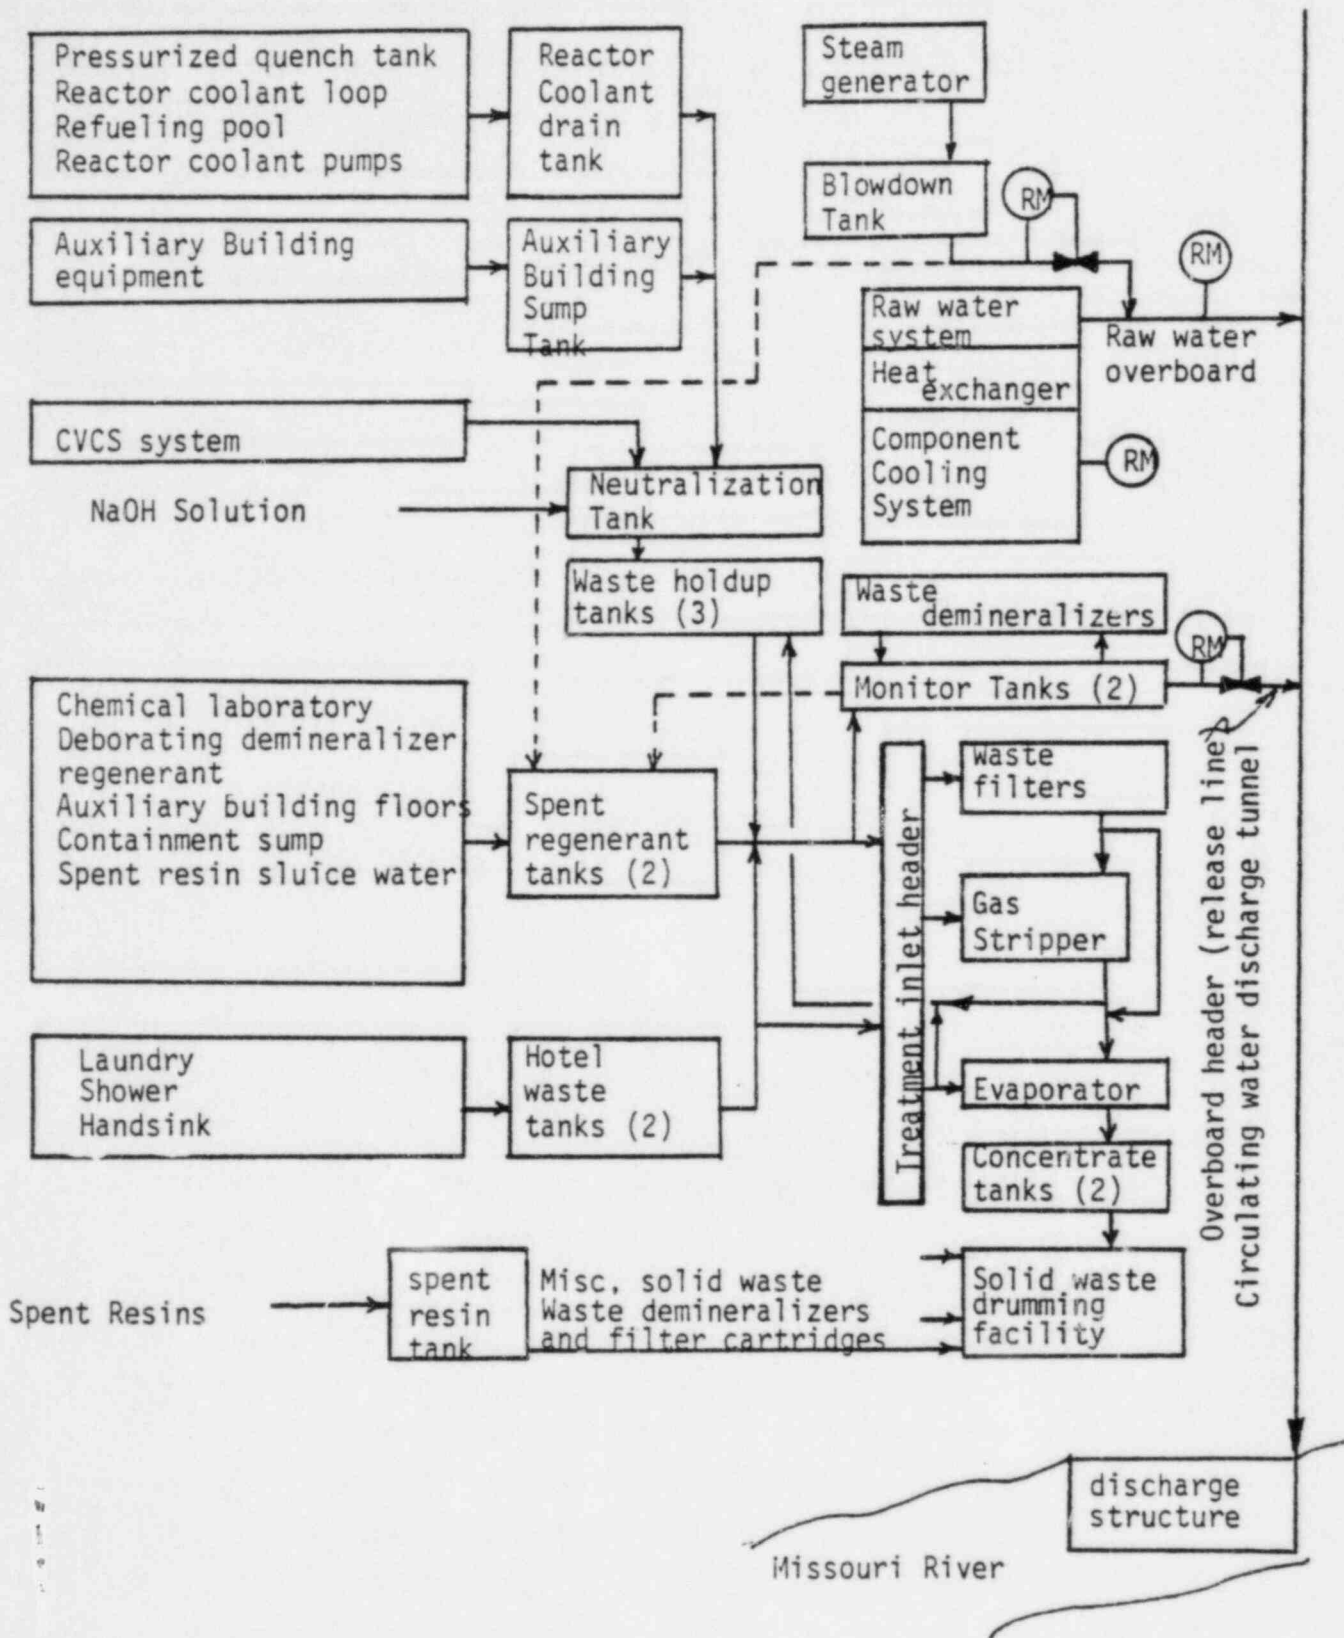 Pressurized quench tank
Reactor coolant loop
Refueling pool
Reactor coolant pumps
Reactor
Coolant
drain
tank
Steam
generator
Blowdown
Tank
RM
RM
Auxiliary Building
equipment
Auxiliary
Building
Sump
Tank
Raw water
system
Heat
exchanger
Component
Cooling
System
Raw water
overboard
RM
CVCS system
NaOH Solution
Neutralization
Tank
Waste holdup
tanks (3)
Waste
demineralizers
RM
Monitor Tanks (2)
Chemical laboratory
Deborating demineralizer
regenerant
Auxiliary building floors
Containment sump
Spent resin sluice water
Spent
regenerant
tanks (2)
Treatment inlet header
Waste
filters
Gas
Stripper
Evaporator
Concentrate
tanks (2)
Overboard header (release line)
Circulating water discharge tunnel
Laundry
Shower
Handsink
Hotel
waste
tanks (2)
Spent Resins
spent
resin
tank
Misc, solid waste
Waste demineralizers
and filter cartridges
Solid waste
drumming
facility
discharge
structure
Missouri River